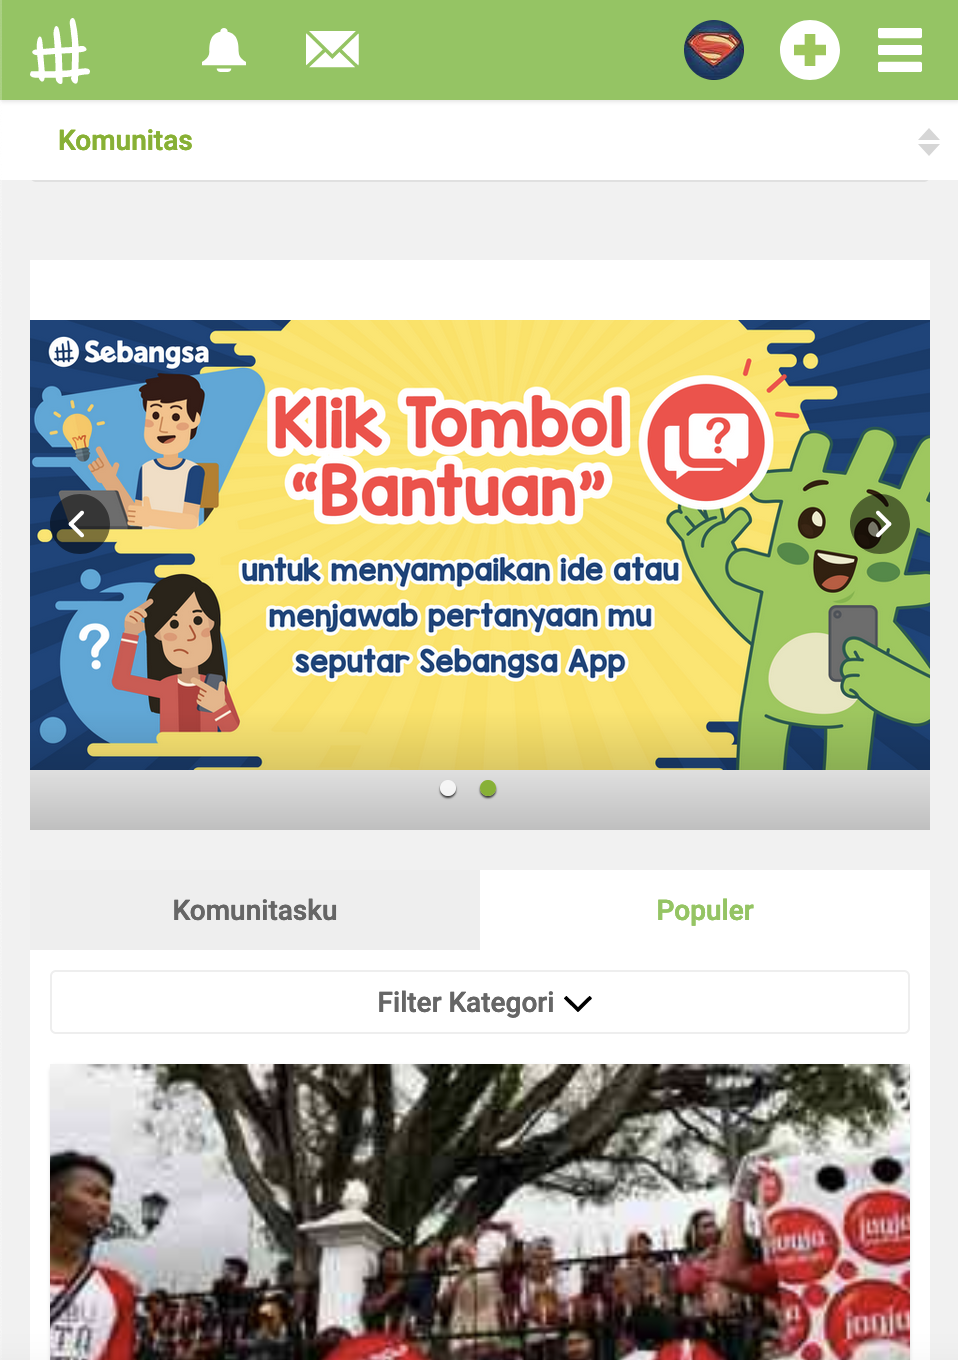 Komunitas
Sebangsa
Klik Tombol
“Bantuan”
untuk menyampaikan ide atau
menjawab pertanyaan mu
seputar Sebangsa App
?
?
Komunitasku
Populer
Filter Kategori